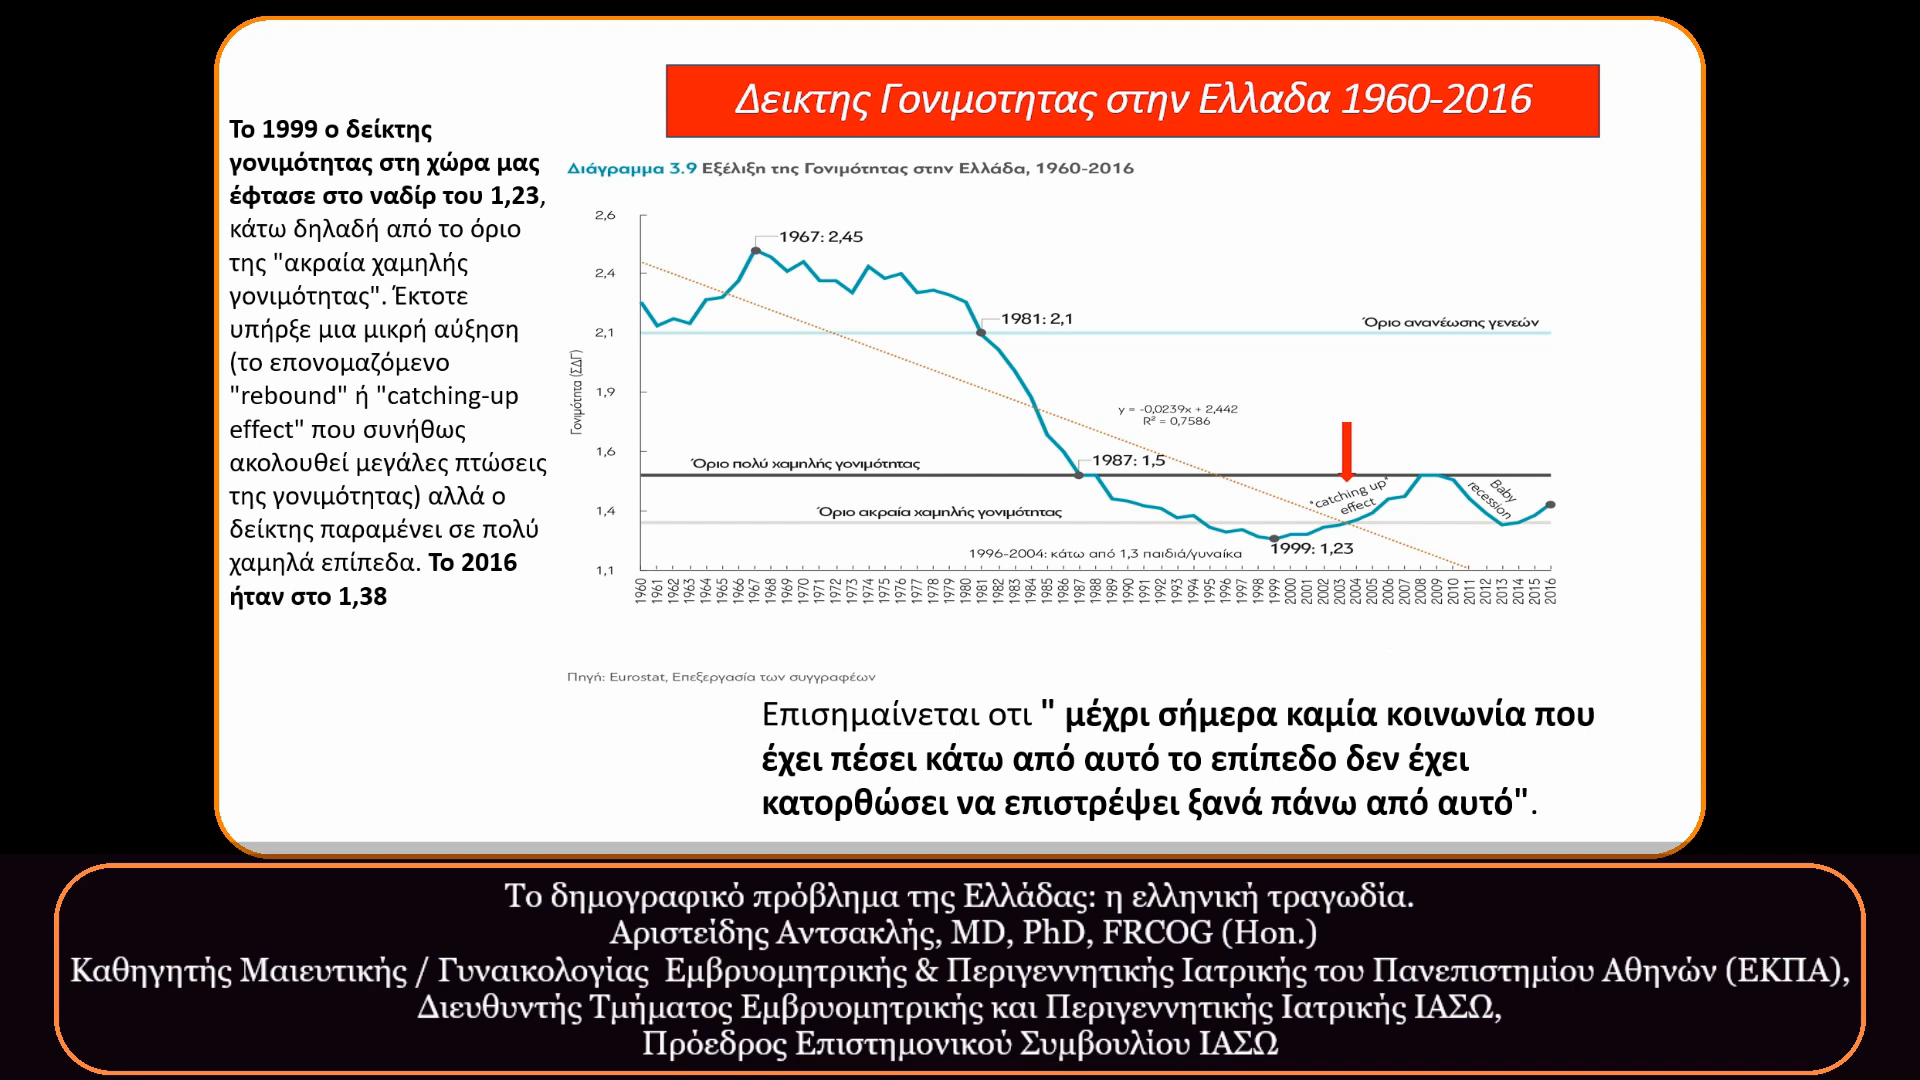 Δεικτης Γονιμοτητας στην Ελλαδα 1960-2016
Το 1999 ο δείκτης
γονιμότητας στη χώρα μας
έφτασε στο ναδίρ του 1,23,
κάτω δηλαδή από το όριο
της "ακραία χαμηλής
γονιμότητας". Έκτοτε
υπήρξε μια μικρή αύξηση
(το επονομαζόμενο
"rebound" ή "catching-up
effect" που συνήθως
ακολουθεί μεγάλες πτώσεις
της γονιμότητας) αλλά ο
δείκτης παραμένει σε πολύ
χαμηλά επίπεδα. Το 2016
ήταν στο 1,38
Διάγραμμα 3.9 Εξέλιξη της Γονιμότητας στην Ελλάδα, 1960-2016
Γονιμότητα (ΣΔΓ)
2,6
2,4
2,1
1,9
1,6
1,4
1,1
1967: 2,45
1981: 2,1
Όριο ανανέωσης γενεών
y = -0,0239x + 2,442
R² = 0,7586
Όριο πολύ χαμηλής γονιμότητας
1987: 1,5
"catching up"
effect
Baby
recession
Όριο ακραία χαμηλής γονιμότητας
1996-2004: κάτω από 1,3 παιδιά/γυναίκα
1999: 1,23
1960 1961 1962 1963 1964 1965 1966 1967 1968 1969 1970 1971 1972 1973 1974 1975 1976 1977 1978 1979 1980 1981 1982 1983 1984 1985 1986 1987 1988 1989 1990 1991 1992 1993 1994 1995 1996 1997 1998 1999 2000 2001 2002 2003 2004 2005 2006 2007 2008 2009 2010 2011 2012 2013 2014 2015 2016
Πηγή: Eurostat, Επεξεργασία των συγγραφέων
Επισημαίνεται οτι " μέχρι σήμερα καμία κοινωνία που
έχει πέσει κάτω από αυτό το επίπεδο δεν έχει
κατορθώσει να επιστρέψει ξανά πάνω από αυτό".
Το δημογραφικό πρόβλημα της Ελλάδας: η ελληνική τραγωδία.
Αριστείδης Αντσακλής, MD, PhD, FRCOG (Hon.)
Καθηγητής Μαιευτικής / Γυναικολογίας Εμβρυομητρικής & Περιγεννητικής Ιατρικής του Πανεπιστημίου Αθηνών (ΕΚΠΑ),
Διευθυντής Τμήματος Εμβρυομητρικής και Περιγεννητικής Ιατρικής ΙΑΣΩ,
Πρόεδρος Επιστημονικού Συμβουλίου ΙΑΣΩ